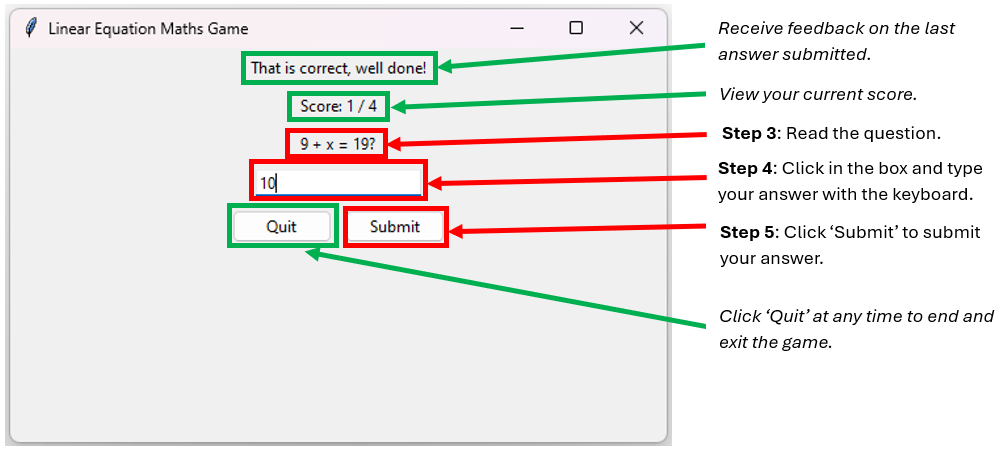 Linear Equation Maths Game
That is correct, well done!
Score: 1 / 4
9 + x = 19?
10
Quit
Submit
Receive feedback on the last
answer submitted.
View your current score.
Step 3: Read the question.
Step 4: Click in the box and type
your answer with the keyboard.
Step 5: Click ‘Submit’ to submit
your answer.
Click ‘Quit’ at any time to end and
exit the game.